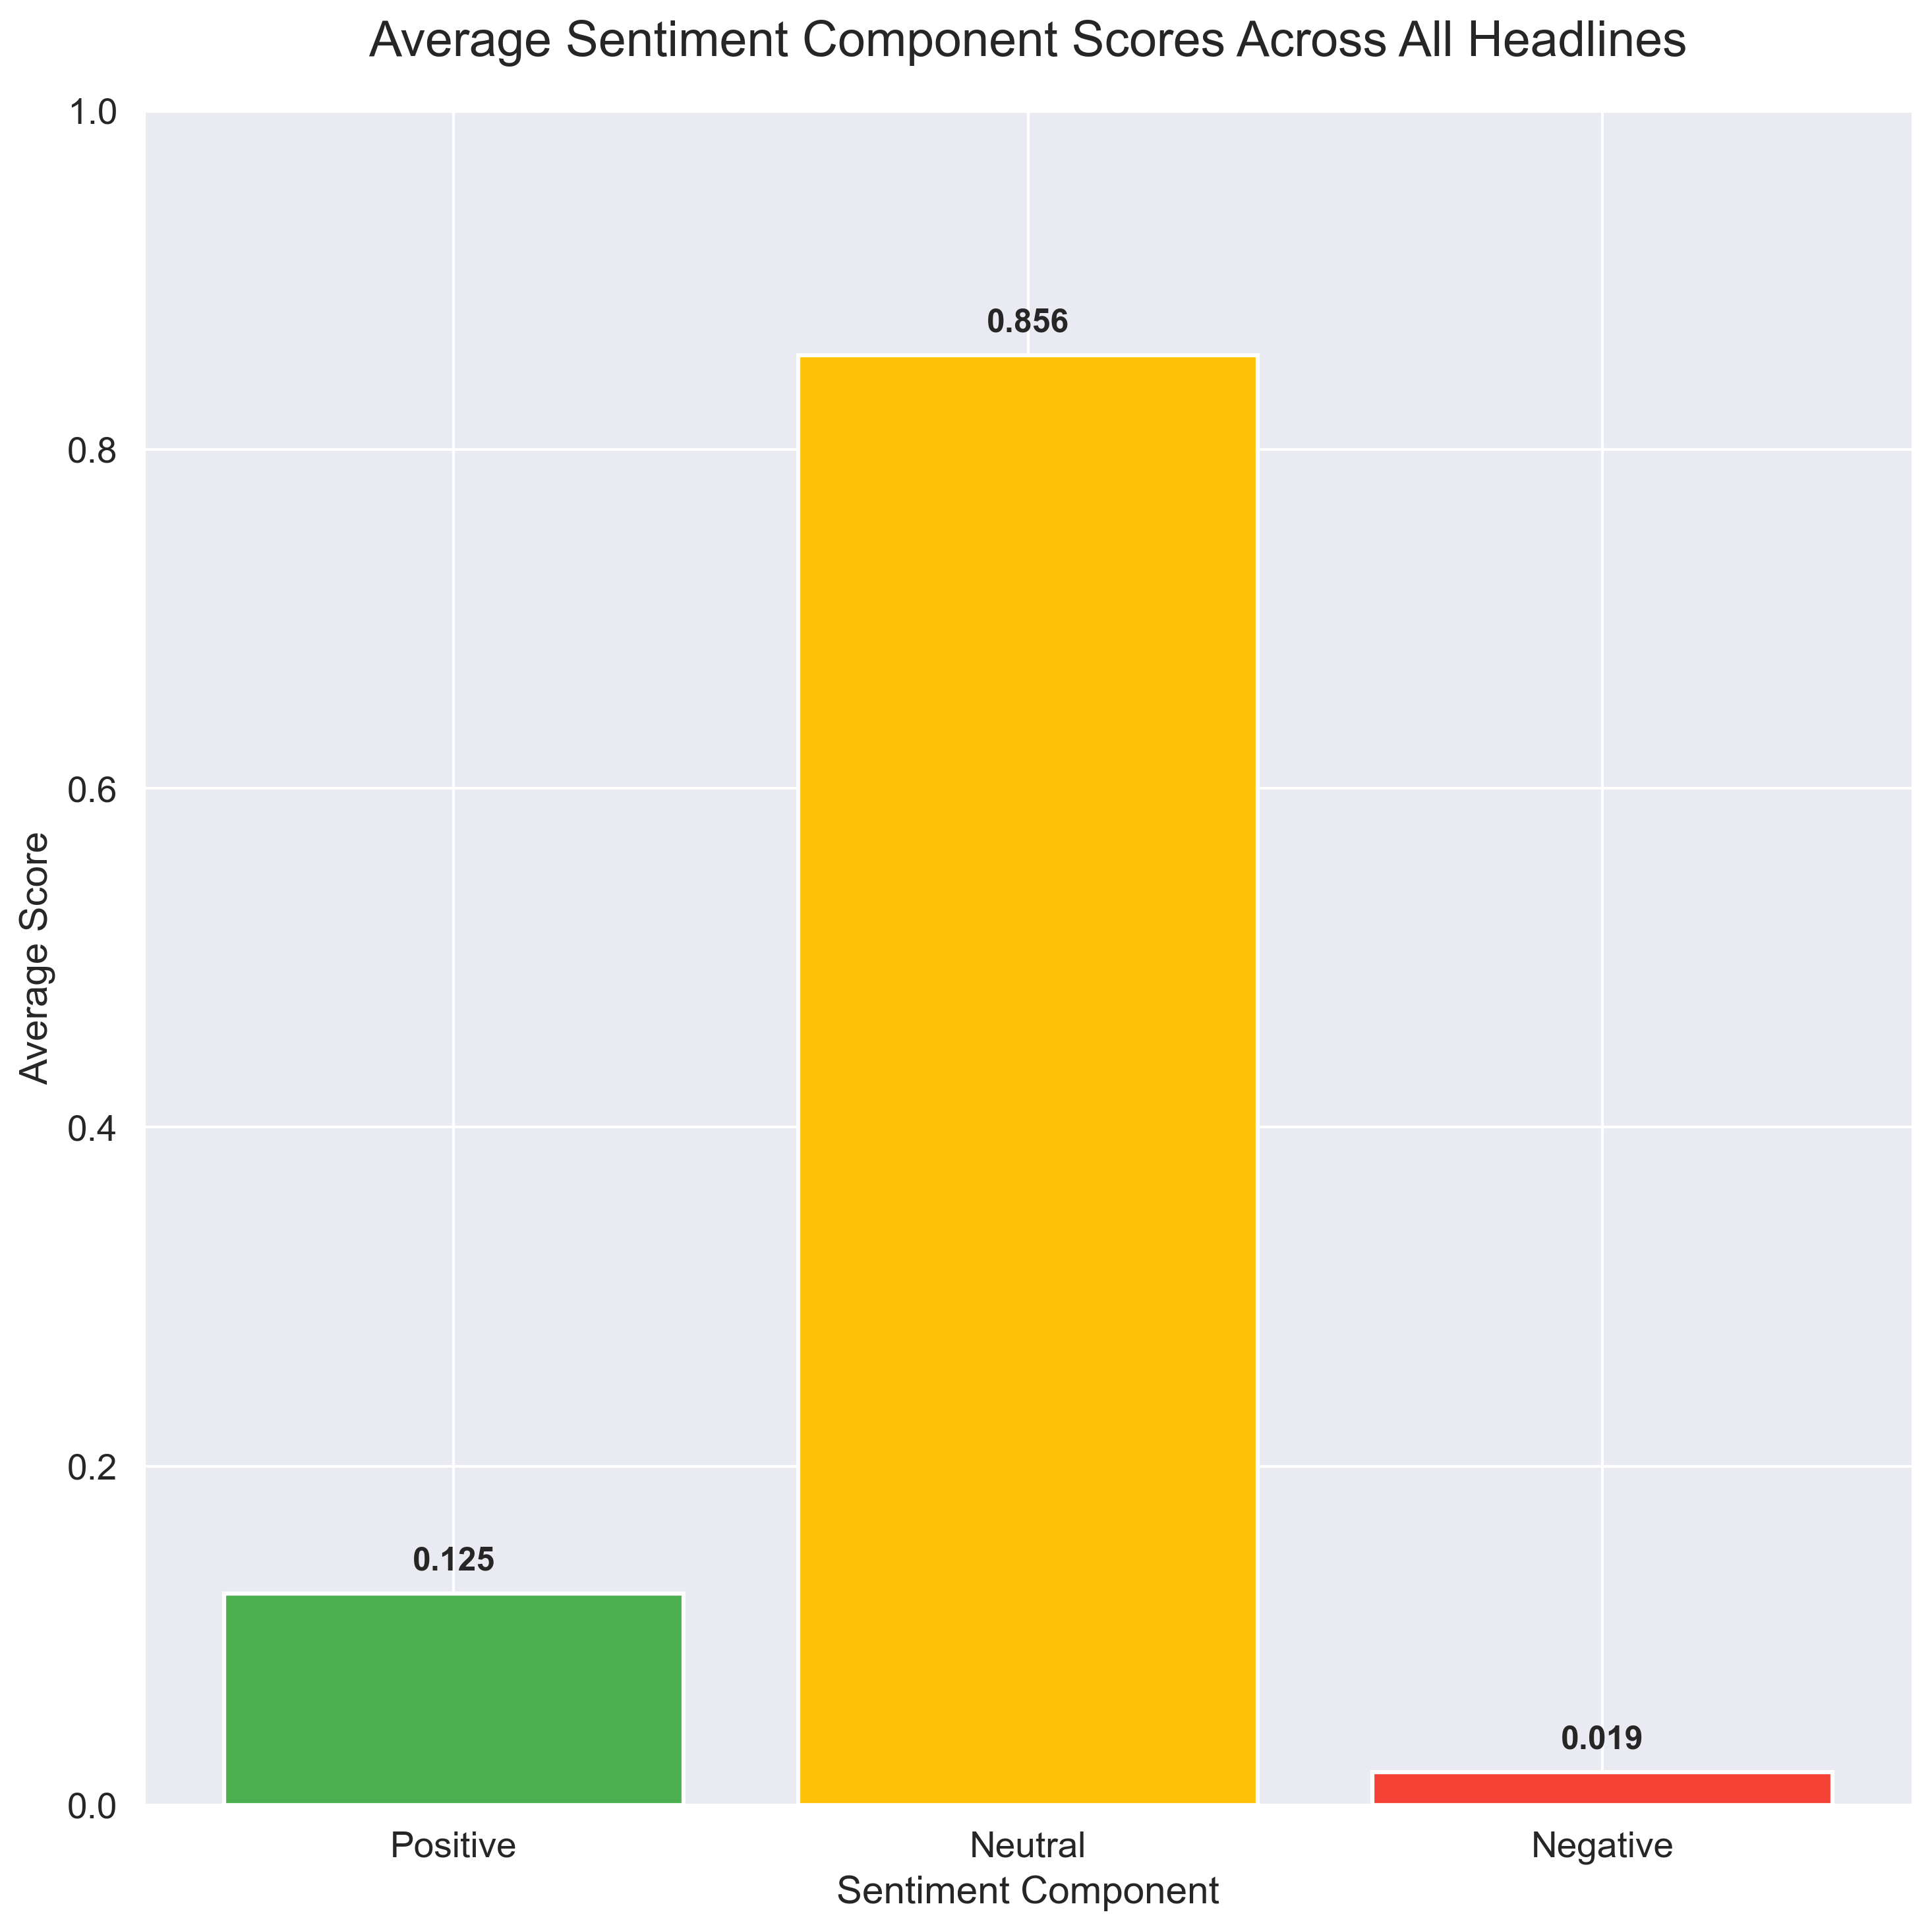 Average Sentiment Component Scores Across All Headlines
1.0
0.8
0.6
0.4
0.2
0.0
Average Score
0.125
0.856
0.019
Positive
Neutral
Negative
Sentiment Component